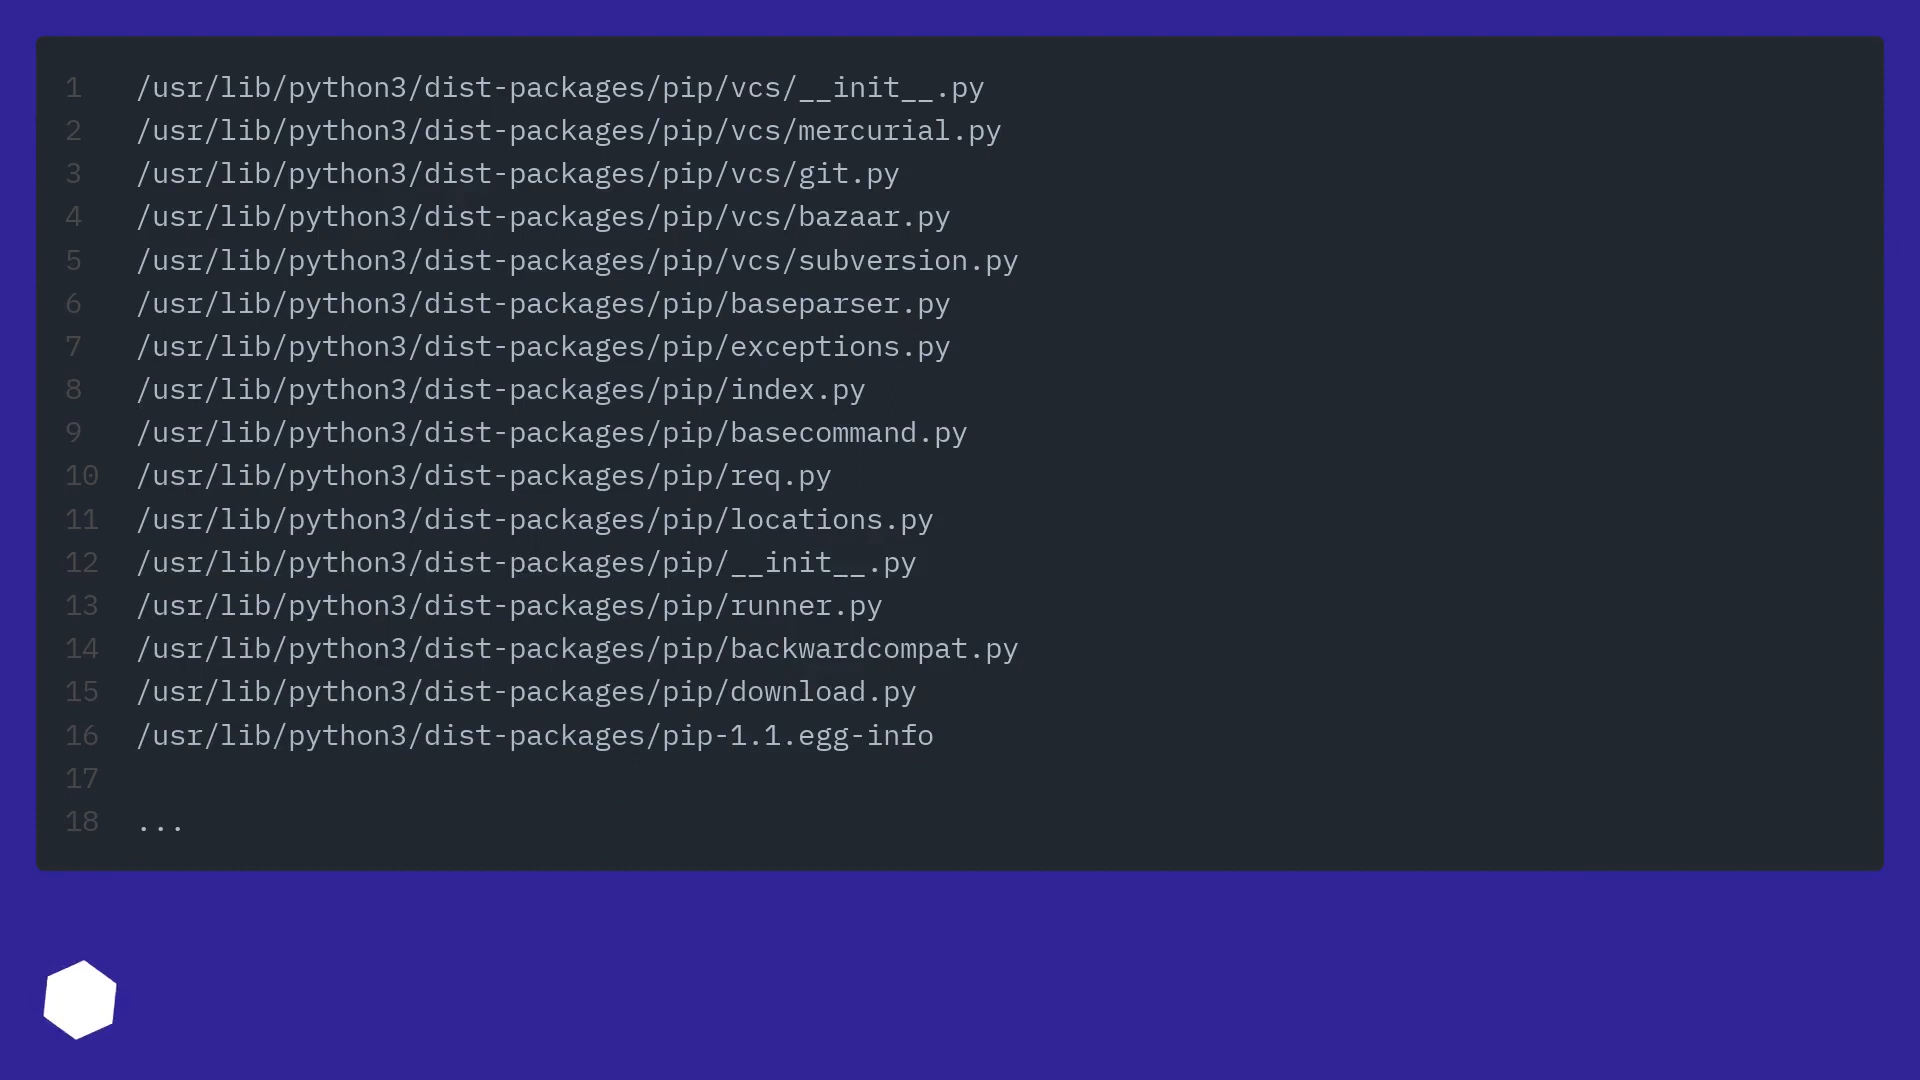 1 /usr/lib/python3/dist-packages/pip/vcs/__init__.py
2 /usr/lib/python3/dist-packages/pip/vcs/mercurial.py
3 /usr/lib/python3/dist-packages/pip/vcs/git.py
4 /usr/lib/python3/dist-packages/pip/vcs/bazaar.py
5 /usr/lib/python3/dist-packages/pip/vcs/subversion.py
6 /usr/lib/python3/dist-packages/pip/baseparser.py
7 /usr/lib/python3/dist-packages/pip/exceptions.py
8 /usr/lib/python3/dist-packages/pip/index.py
9 /usr/lib/python3/dist-packages/pip/basecommand.py
10 /usr/lib/python3/dist-packages/pip/req.py
11 /usr/lib/python3/dist-packages/pip/locations.py
12 /usr/lib/python3/dist-packages/pip/__init__.py
13 /usr/lib/python3/dist-packages/pip/runner.py
14 /usr/lib/python3/dist-packages/pip/backwardcompat.py
15 /usr/lib/python3/dist-packages/pip/download.py
16 /usr/lib/python3/dist-packages/pip-1.1.egg-info
17
18 ...